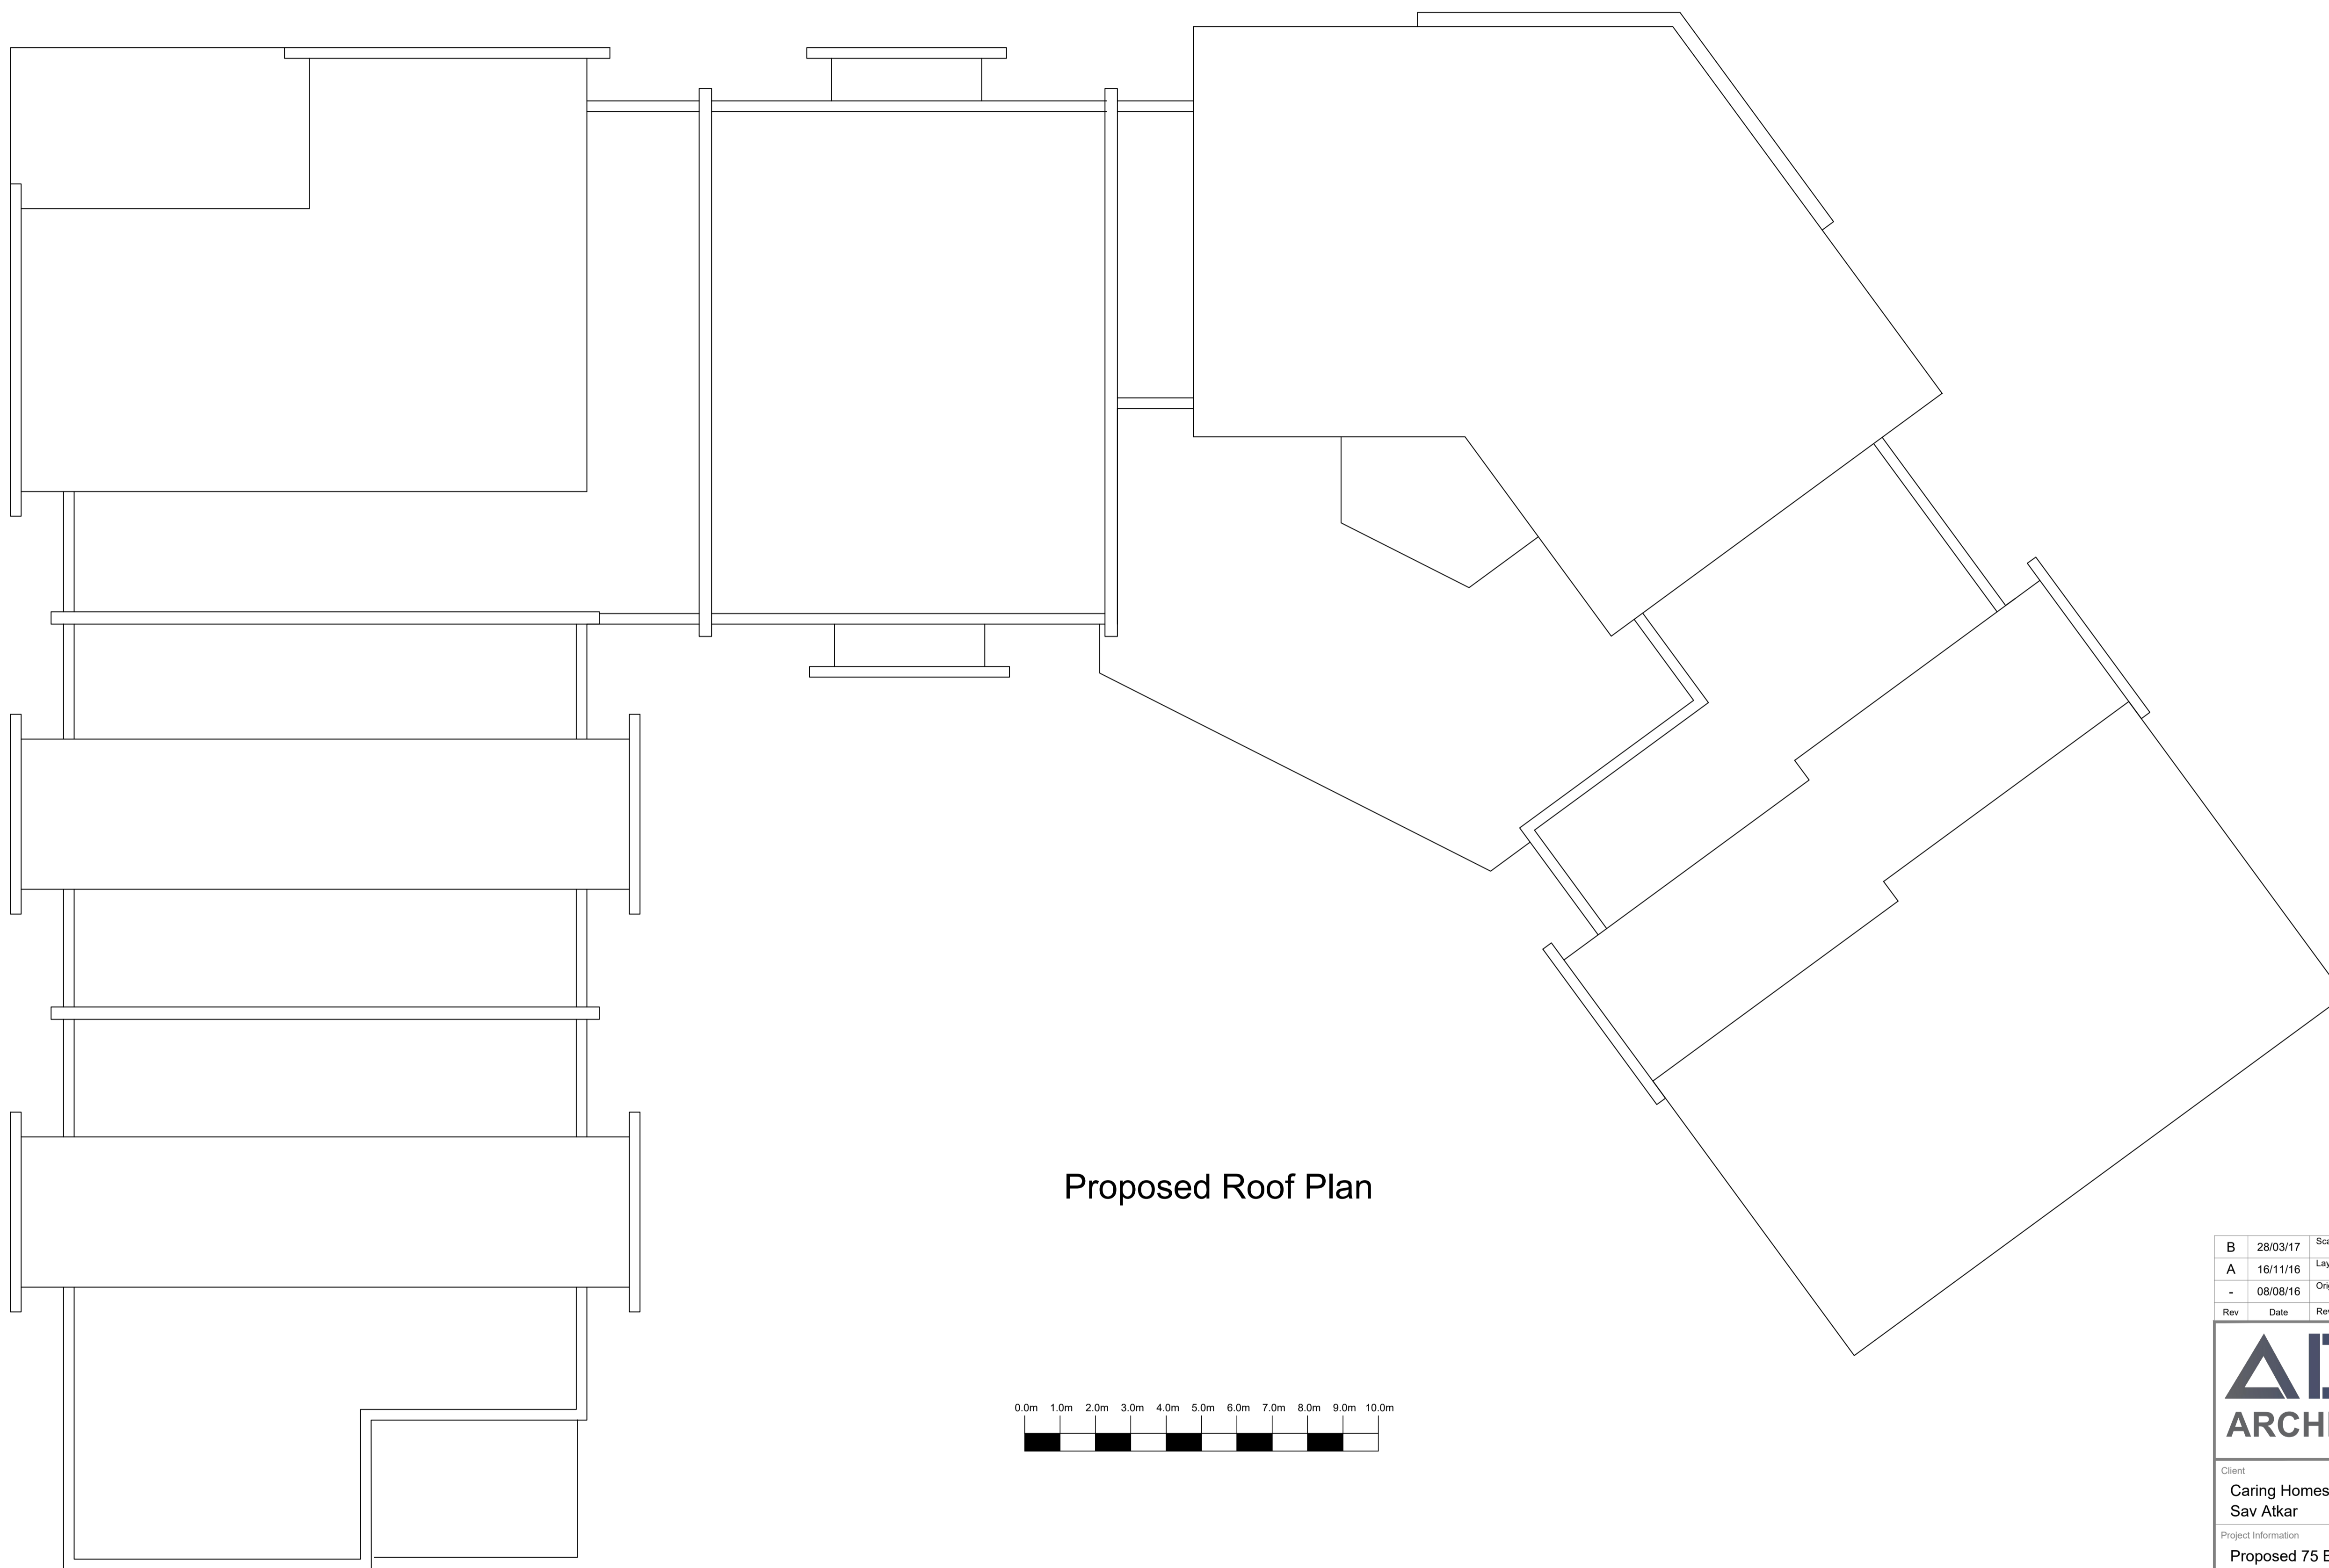 Proposed Roof Plan
0.0m 1.0m 2.0m 3.0m 4.0m 5.0m 6.0m 7.0m 8.0m 9.0m 10.0m
B 28/03/17
A 16/11/16
- 08/08/16
Rev Date
Client
Caring Homes
Sav Atkar
Project Information
Proposed 75